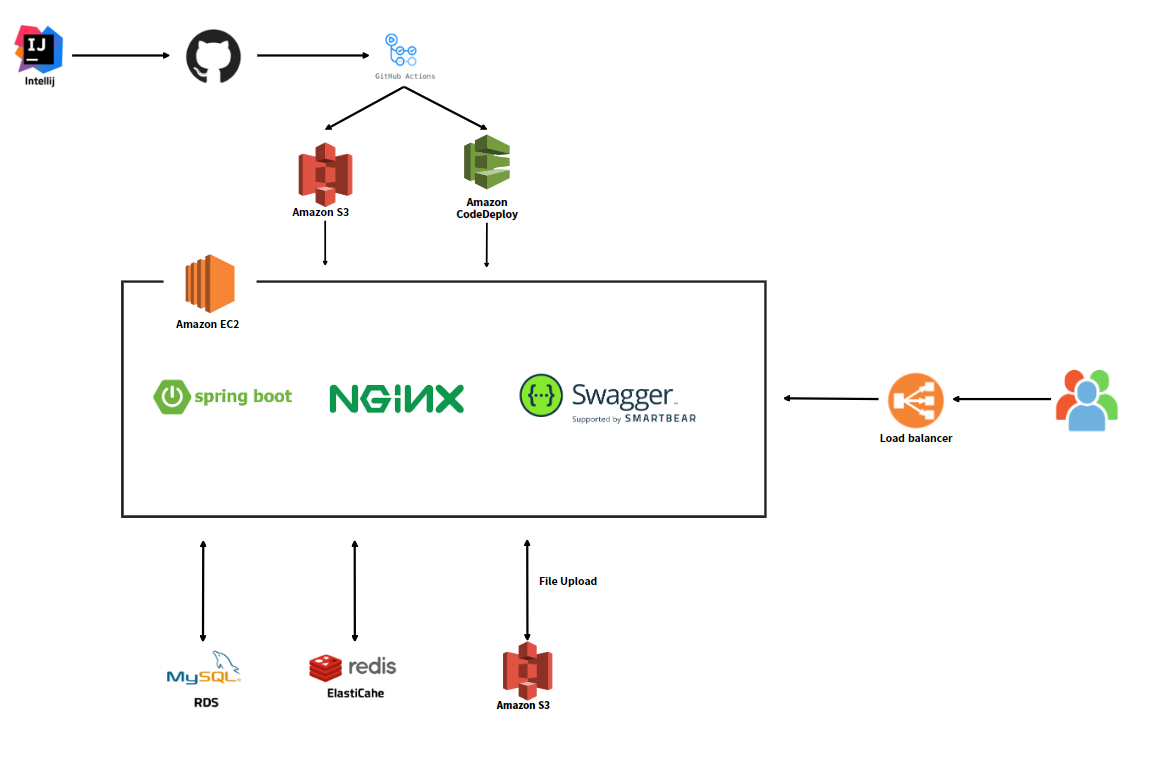 IJ
Intellij
GitHub Actions
Amazon S3
Amazon
CodeDeploy
Amazon EC2
spring boot
NGINX
Swagger™
Supported by SMARTBEAR
Load balancer
File Upload
MySQL®
RDS
redis
ElastiCahe
Amazon S3